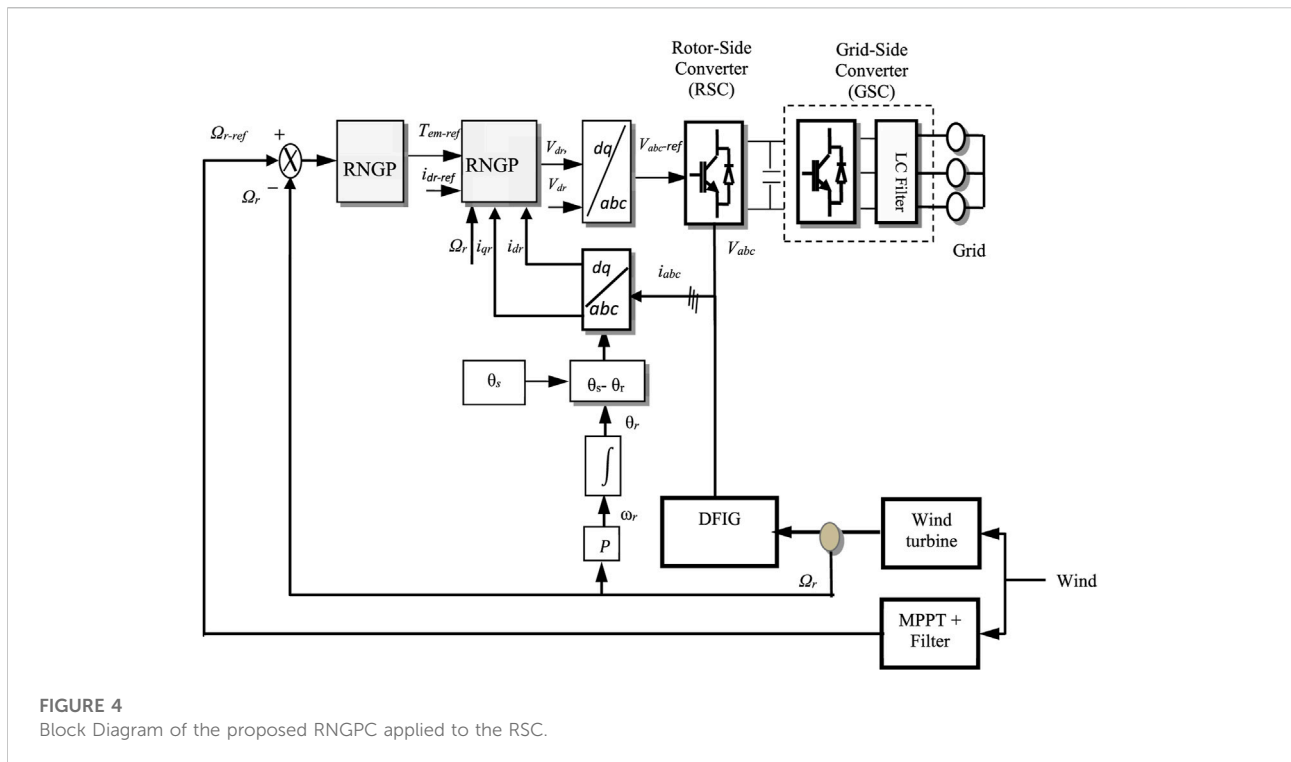 Rotor-Side
Converter
(RSC)
Grid-Side
Converter
(GSC)
Ωr-ref
+
Tem-ref
RNGP
RNGP
Vdr,
dq
abc
Vabc-ref
LC Filter
idr-ref
Vdr
−
Ωr
Ωr
iqr
idr
Vabc
Grid
dq
abc
iabc
θs
θs- θr
θr
∫
ωr
P
DFIG
Wind
turbine
Ωr
Wind
MPPT +
Filter
FIGURE 4
Block Diagram of the proposed RNGPC applied to the RSC.